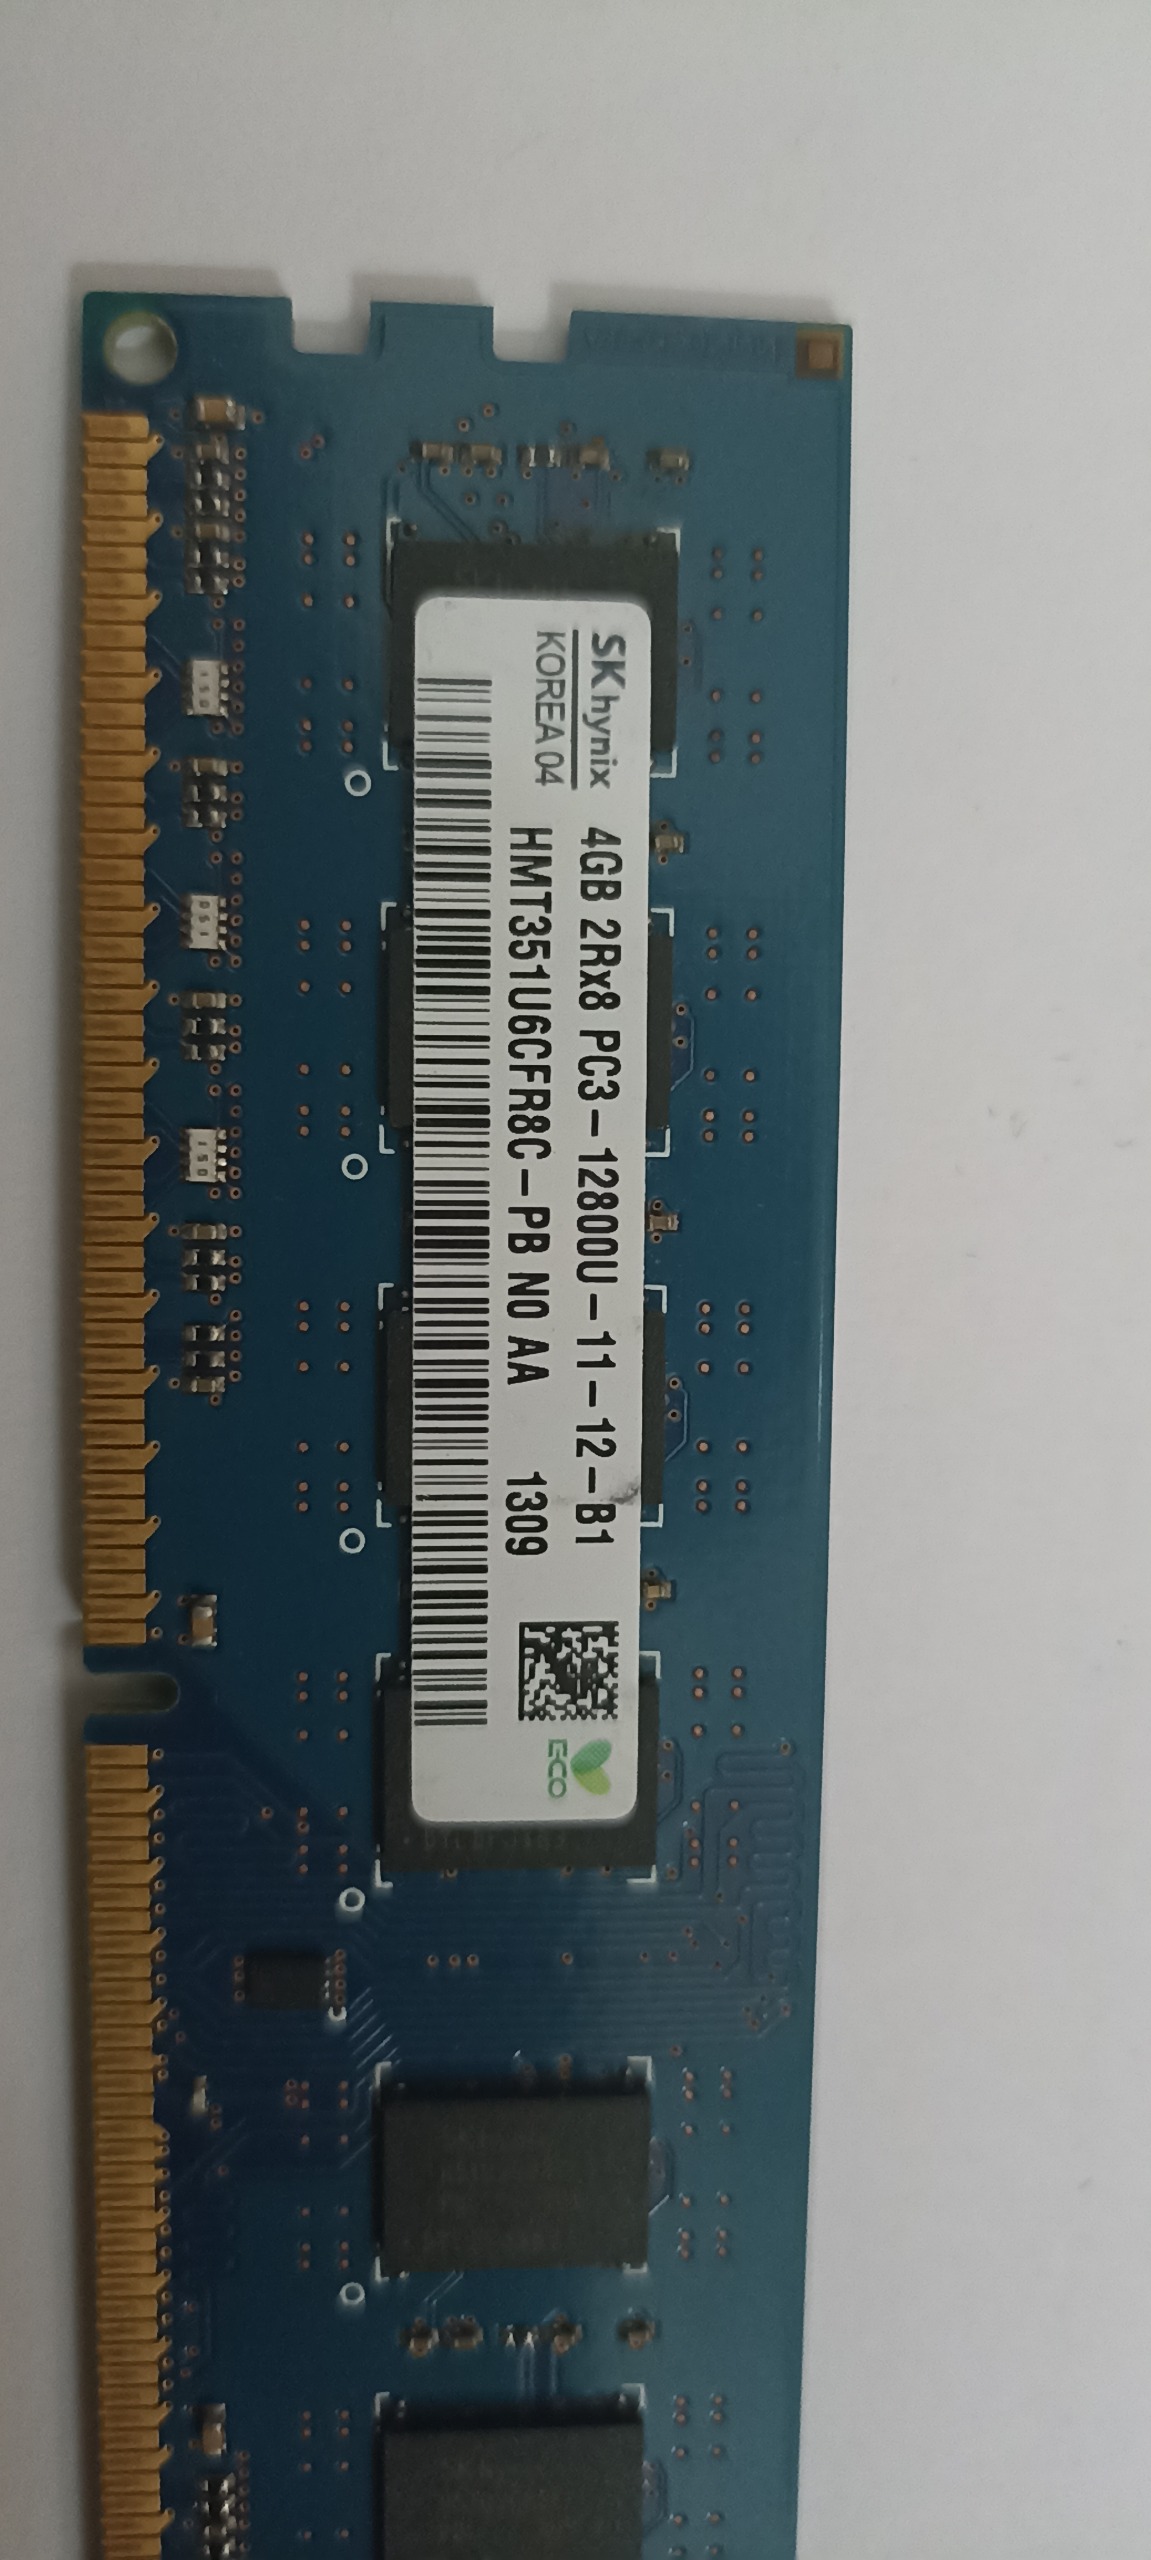 SK hynix
KOREA 04
4GB 2Rx8 PC3-12800U-11-12-B1
HMT351U6CFR8C-PB N0 AA 1309
ECO